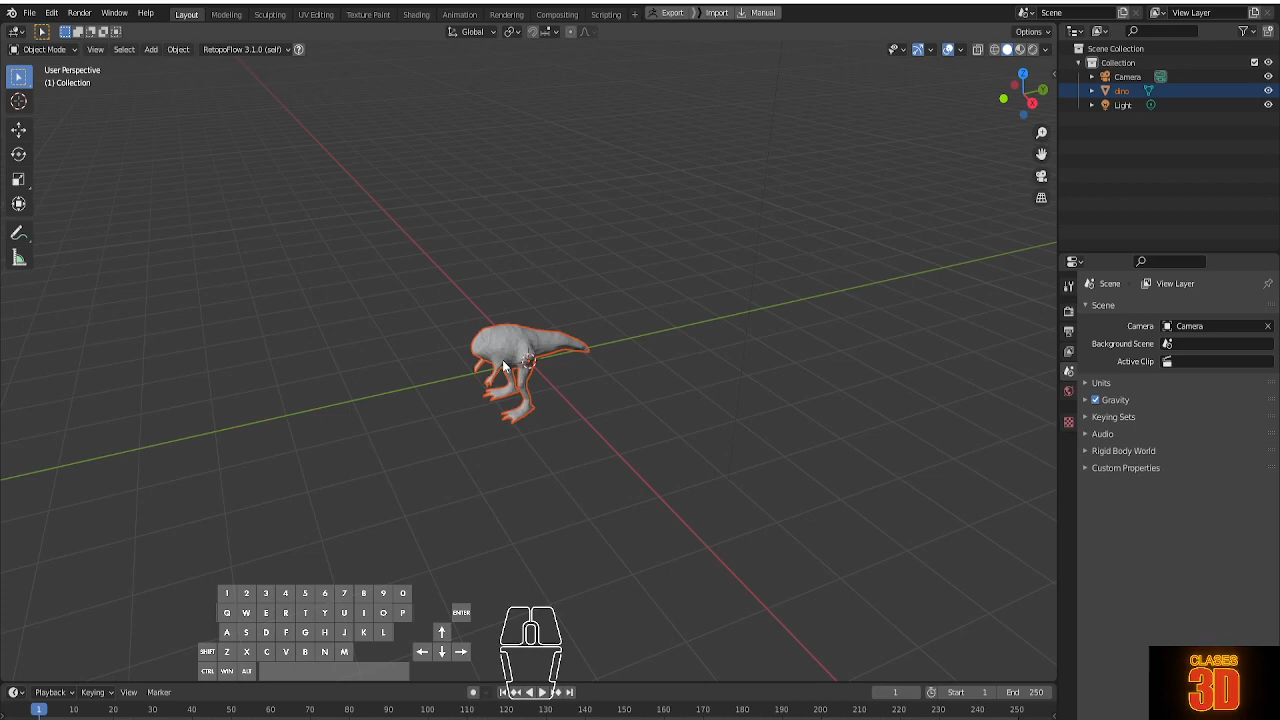 File Edit Render Window Help Layout Modeling Sculpting UV Editing Texture Paint Shading Animation Rendering Compositing Scripting + Export Import Manual Scene View Layer
Global Options
Object Mode View Select Add Object RetopoFlow 3.1.0 (self)
User Perspective
(1) Collection
Z
Y
X
Scene Collection
Collection
Camera
dino
Light
Scene View Layer
Scene
Camera Camera
Background Scene
Active Clip
Units
Gravity
Keying Sets
Audio
Rigid Body World
Custom Properties
1 2 3 4 5 6 7 8 9 0
Q W E R T Y U I O P ENTER
A S D F G H J K L
SHIFT Z X C V B N M
CTRL WIN ALT
CLASES
3D
Playback Keying View Marker 1 Start 1 End 250
1 10 20 30 40 50 60 70 80 90 100 110 120 130 140 150 160 170 180 190 200 210 220 230 240 250